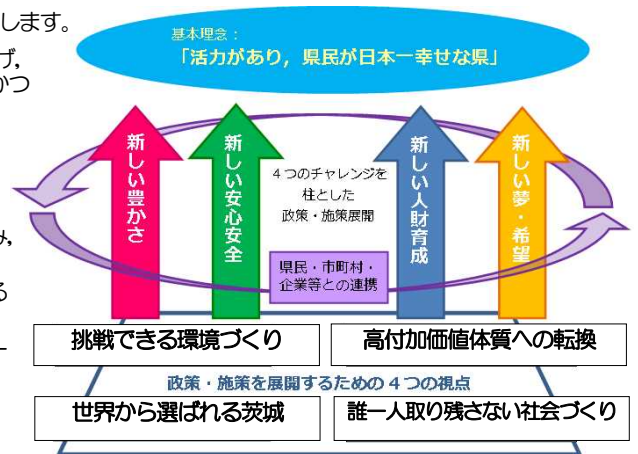 します。
げ,
かつ
み,
る
基本理念：
「活力があり，県民が日本一幸せな県」
新しい豊かさ
新しい安心安全
4つのチャレンジを
柱とした
政策・施策展開
新しい人財育成
新しい夢・希望
県民・市町村・
企業等との連携
挑戦できる環境づくり
高付加価値体質への転換
政策・施策を展開するための4つの視点
世界から選ばれる茨城
誰一人取り残さない社会づくり